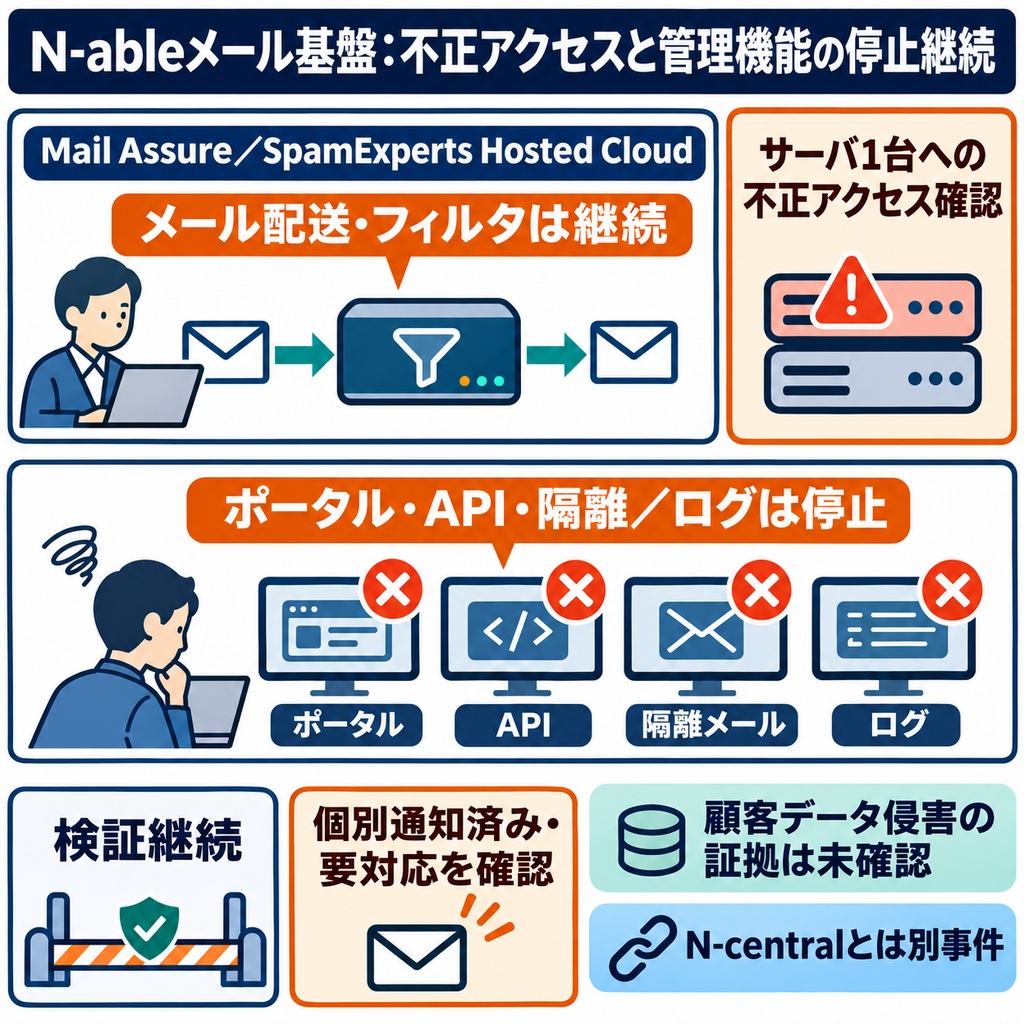 N-ableメール基盤：不正アクセスと管理機能の停止継続
Mail Assure／SpamExperts Hosted Cloud
メール配送・フィルタは継続
サーバ1台への
不正アクセス確認
ポータル・API・隔離／ログは停止
ポータル
API
隔離メール
ログ
検証継続
個別通知済み・
要対応を確認
顧客データ侵害の
証拠は未確認
N-centralとは別事件